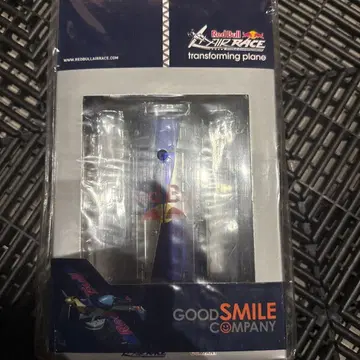 WWW.REDBULLAIRRACE.COM
Red Bull
AIR RACE
transforming plane
GOOD SMILE
COMPANY